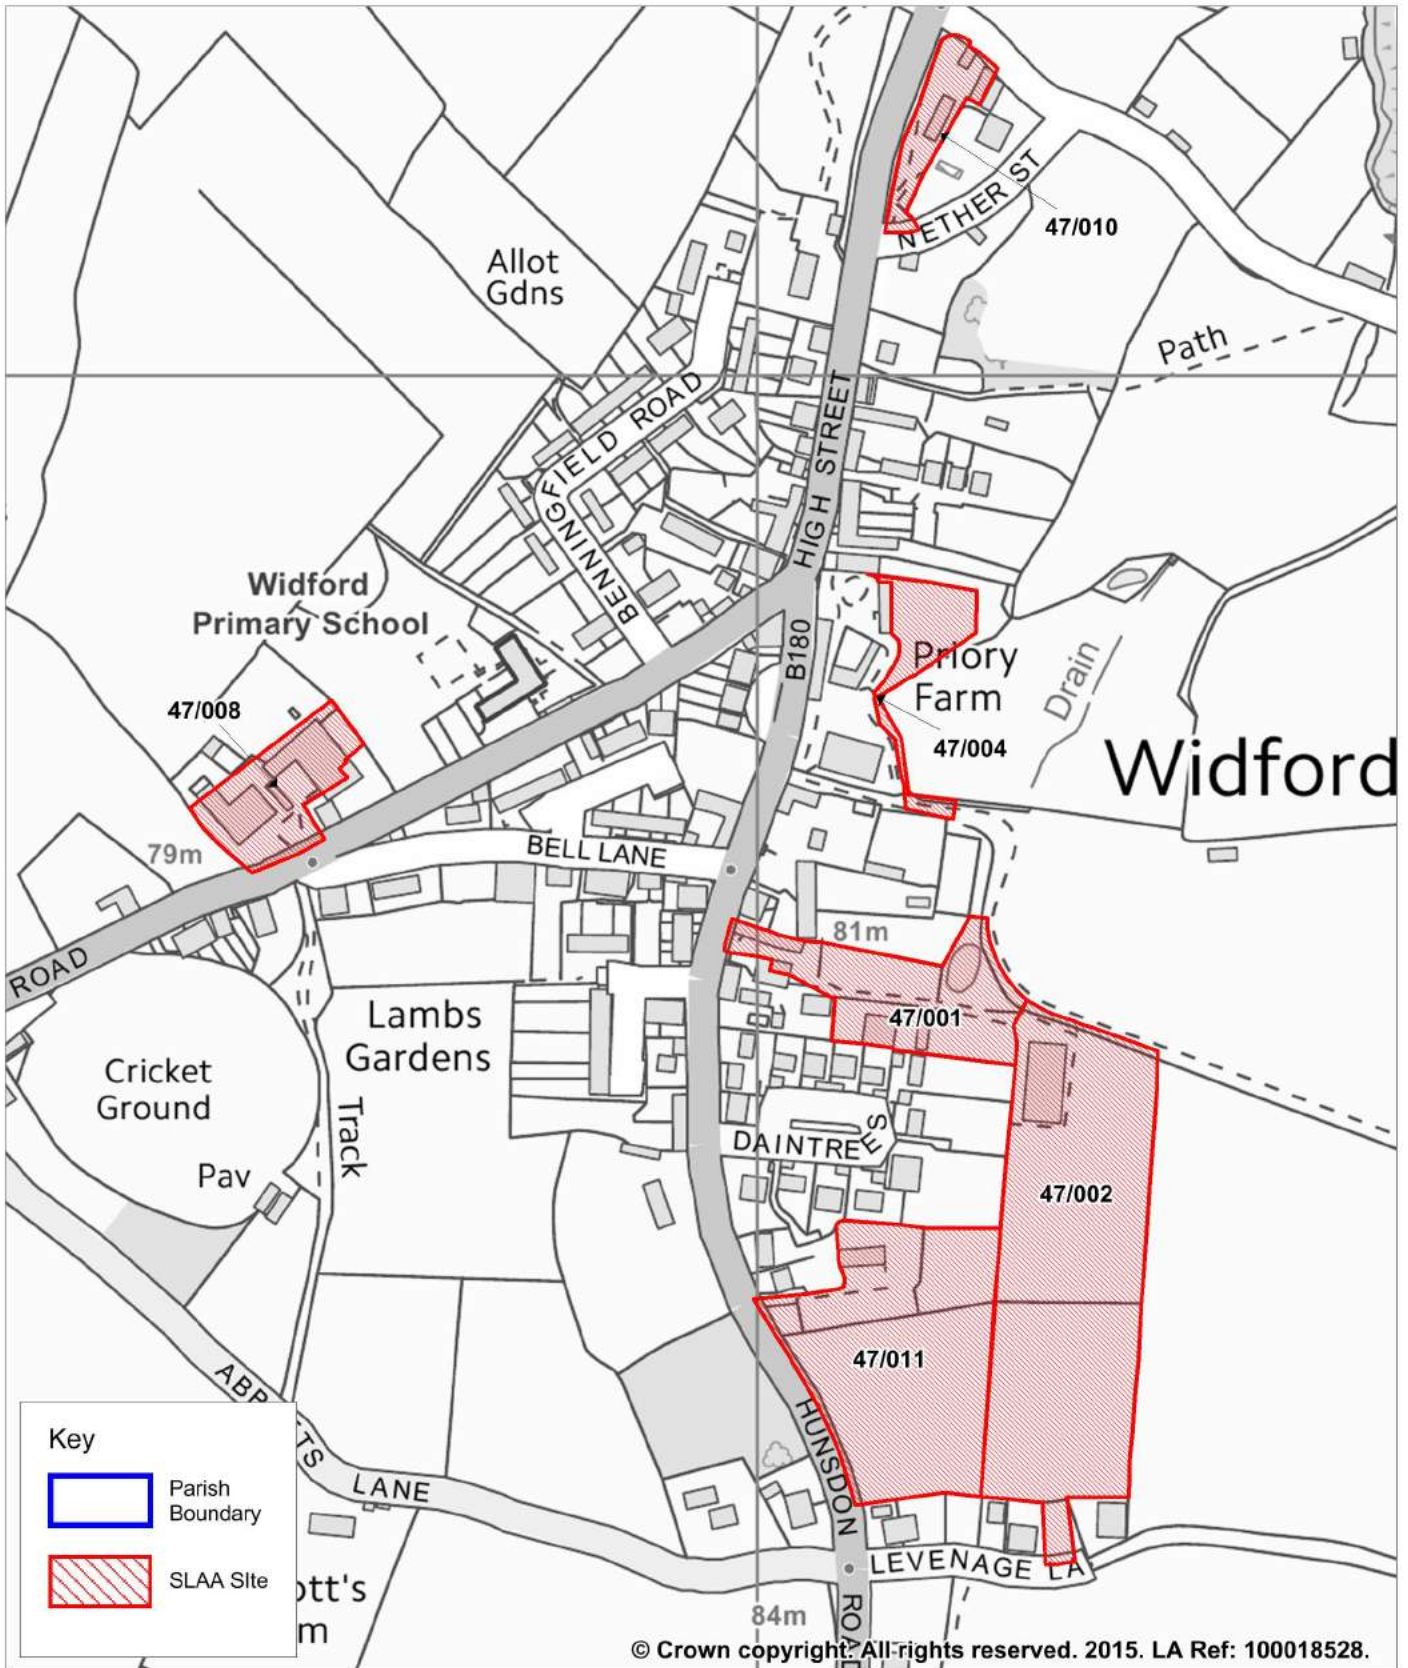 47/010
NETHER ST
Allot
Gdns
Path
HIGH STREET
BENNINGFIELD ROAD
Widford
Primary School
B180
Priory
Farm
Drain
47/008
47/004
Widford
79m
BELL LANE
81m
ROAD
Lambs
Gardens
47/001
Cricket
Ground
Track
DAINTREES
Pav
47/002
47/011
HUNSDON ROAD
LANE
LEVENAGE LA
84m
Key
Parish
Boundary
SLAA SIte
© Crown copyright. All rights reserved. 2015. LA Ref: 100018528.